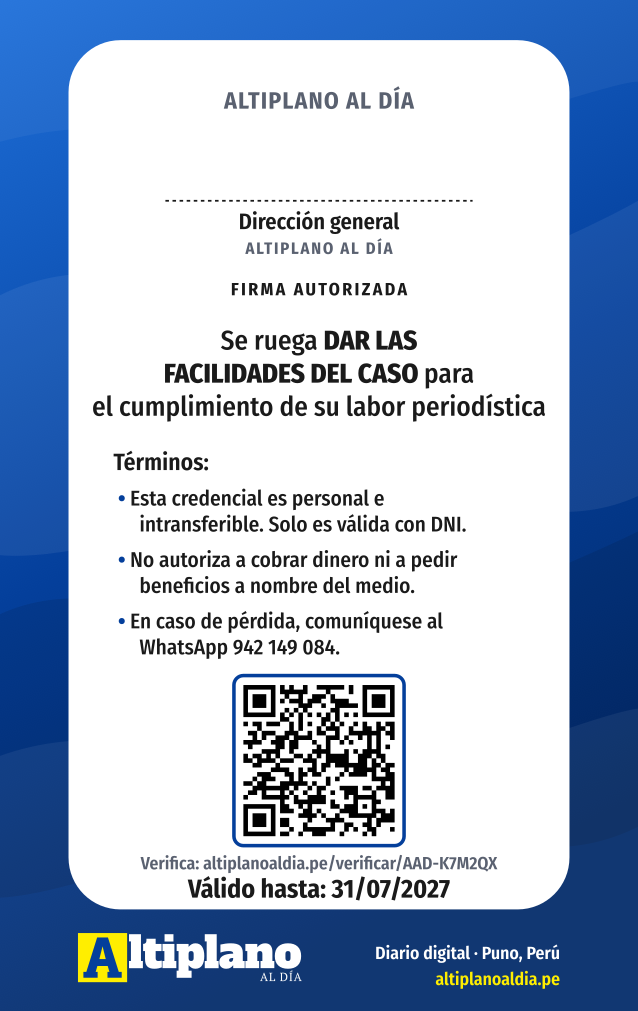 ALTIPLANO AL DÍA
Dirección general
ALTIPLANO AL DÍA
FIRMA AUTORIZADA
Se ruega DAR LAS
FACILIDADES DEL CASO para
el cumplimiento de su labor periodística
Términos:
• Esta credencial es personal e
intransferible. Solo es válida con DNI.
• No autoriza a cobrar dinero ni a pedir
beneficios a nombre del medio.
• En caso de pérdida, comuníquese al
WhatsApp 942 149 084.
Verifica: altiplanoaldia.pe/verificar/AAD-K7M2QX
Válido hasta: 31/07/2027
Altiplano
AL DÍA
Diario digital · Puno, Perú
altiplanoaldia.pe